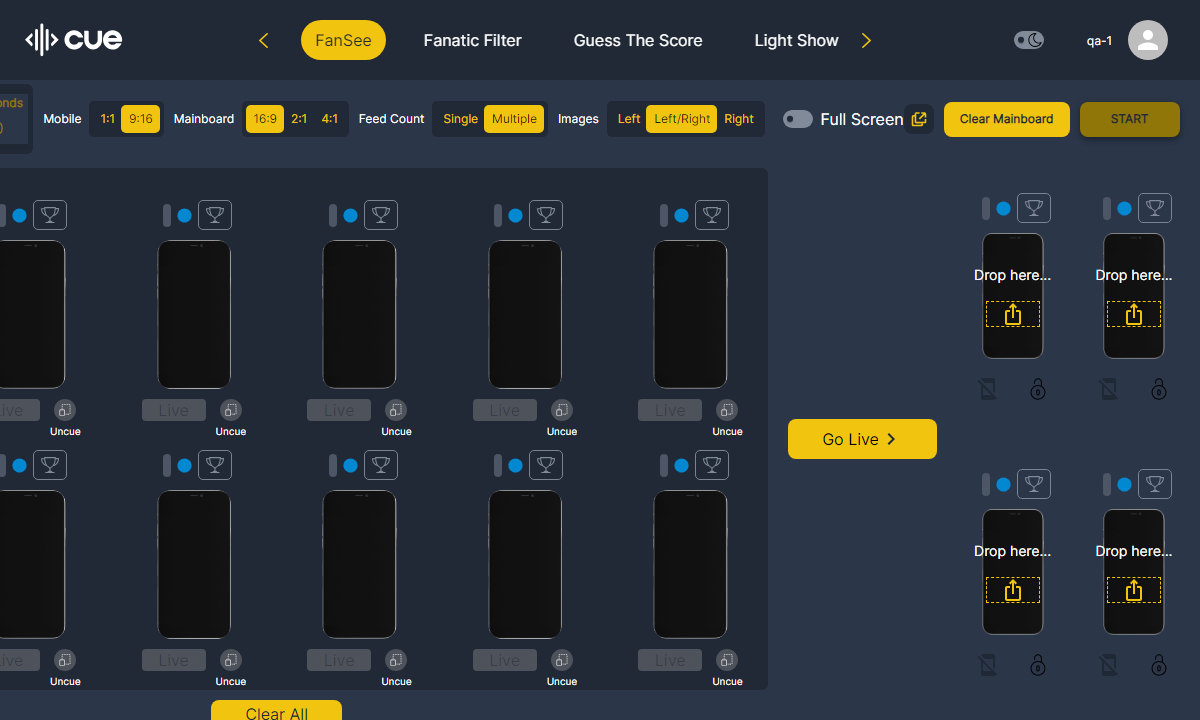 CUE
FanSee
Fanatic Filter
Guess The Score
Light Show
qa-1
onds
0
Mobile
1:1
9:16
Mainboard
16:9
2:1
4:1
Feed Count
Single
Multiple
Images
Left
Left/Right
Right
Full Screen
Clear Mainboard
START
Drop here...
Drop here...
Live
Live
Live
Live
Live
Uncue
Uncue
Uncue
Uncue
Uncue
Go Live
Drop here...
Drop here...
Live
Live
Live
Live
Live
Uncue
Uncue
Uncue
Uncue
Uncue
Clear All